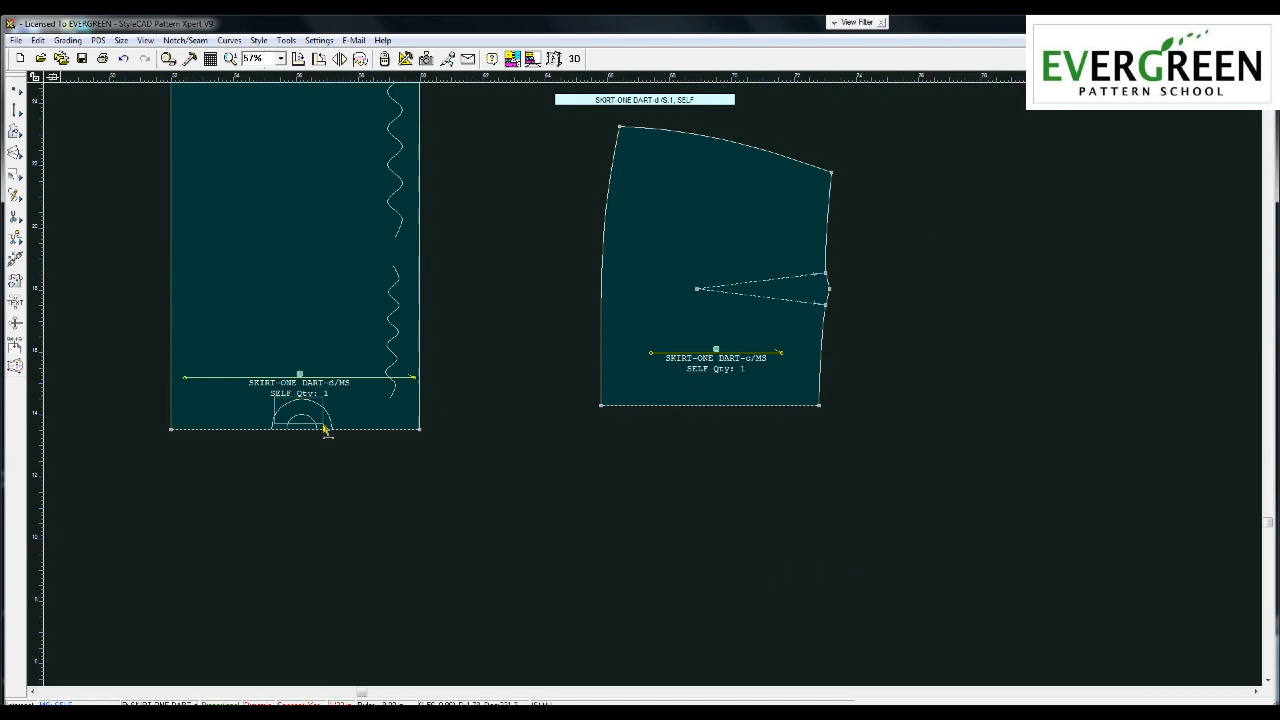 - Licensed To EVERGREEN - StyleCAD Pattern Xpert V9
View Filter
File Edit Grading PDS Size View Notch/Seam Curves Style Tools Settings E-Mail Help
57%
3D
EVERGREEN
PATTERN SCHOOL
SKIRT-ONE DART-d /S:1, SELF
SKIRT-ONE DART-c/MS
SELF Qty: 1
SKIRT-ONE DART-d/MS
SELF Qty: 1
TEXT